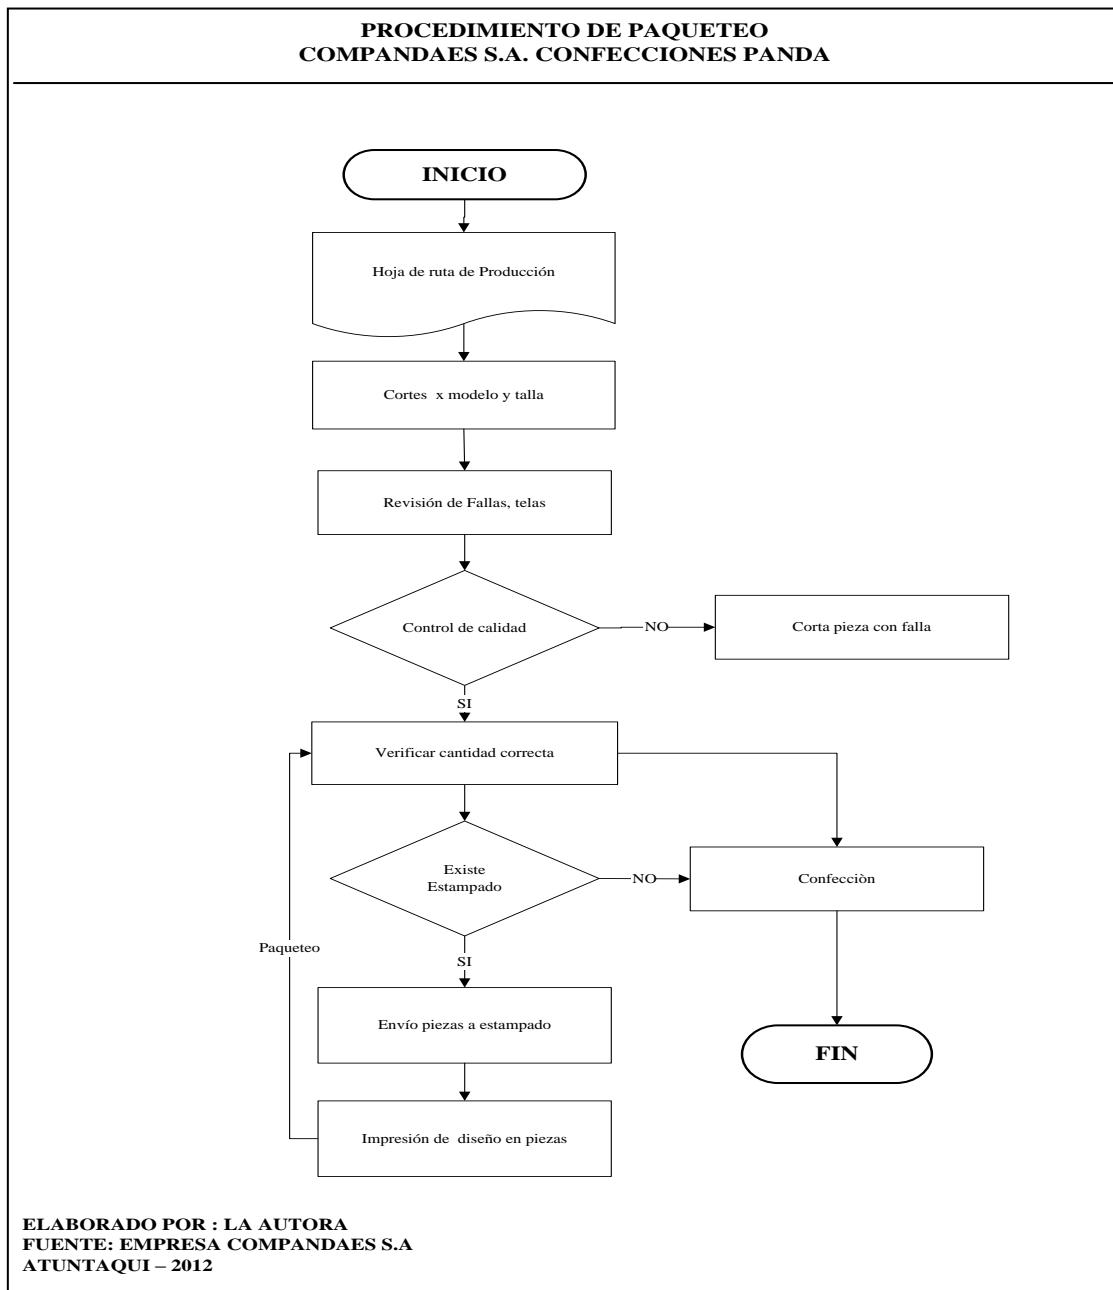 PROCEDIMIENTO DE PAQUETEO
COMPANDAES S.A. CONFECCIONES PANDA
INICIO
Hoja de ruta de Producción
Cortes x modelo y talla
Revisión de Fallas, telas
Control de calidad
NO
Corta pieza con falla
SI
Verificar cantidad correcta
Existe
Estampado
NO
Confecciòn
Paqueteo
SI
Envío piezas a estampado
FIN
Impresión de diseño en piezas
ELABORADO POR : LA AUTORA
FUENTE: EMPRESA COMPANDAES S.A
ATUNTAQUI – 2012